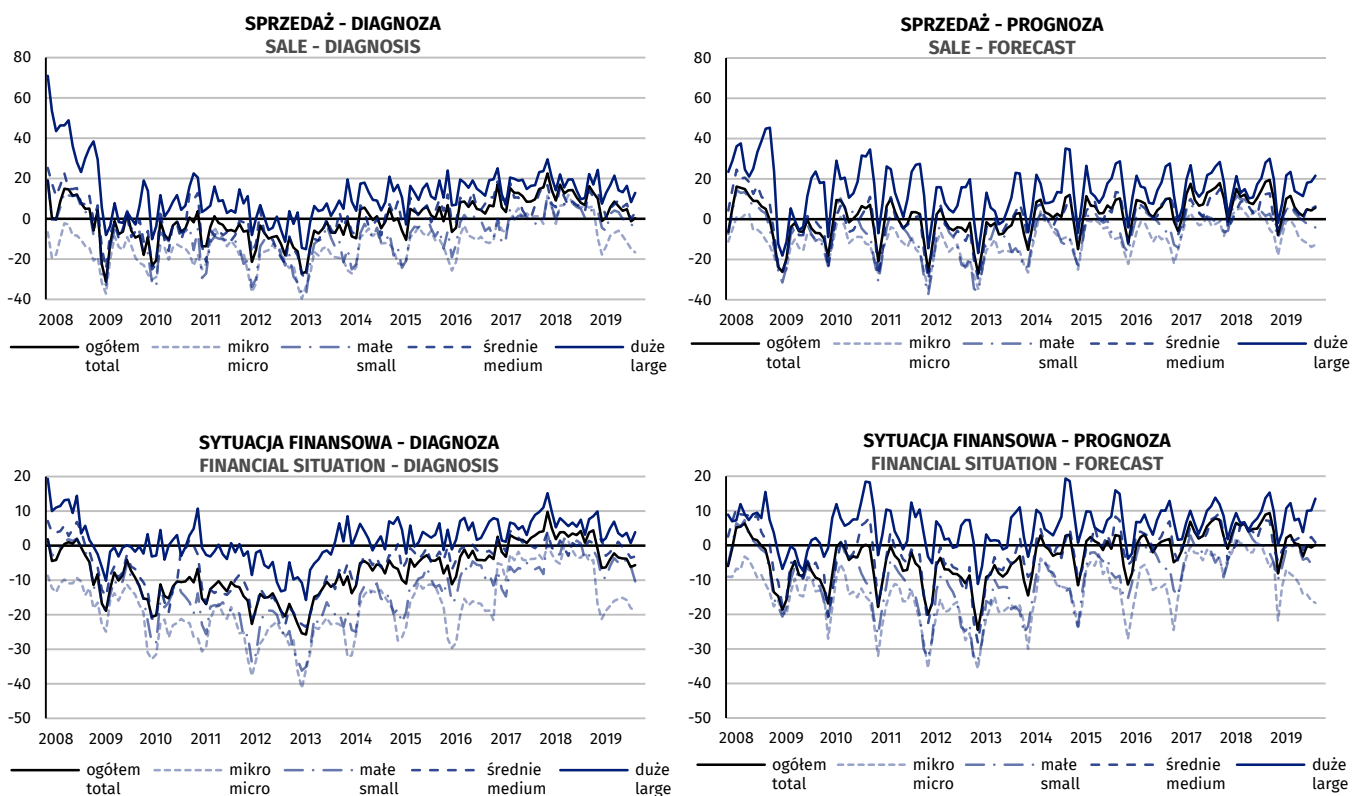 SPRZEDAŻ - DIAGNOZA
SALE - DIAGNOSIS
80
60
40
20
0
-20
-40
2008 2009 2010 2011 2012 2013 2014 2015 2016 2017 2018 2019
ogółem mikro małe średnie duże
total micro small medium large
SPRZEDAŻ - PROGNOZA
SALE - FORECAST
80
60
40
20
0
-20
-40
2008 2009 2010 2011 2012 2013 2014 2015 2016 2017 2018 2019
ogółem mikro małe średnie duże
total micro small medium large
SYTUACJA FINANSOWA - DIAGNOZA
FINANCIAL SITUATION - DIAGNOSIS
20
10
0
-10
-20
-30
-40
-50
2008 2009 2010 2011 2012 2013 2014 2015 2016 2017 2018 2019
ogółem mikro małe średnie duże
total micro small medium large
SYTUACJA FINANSOWA - PROGNOZA
FINANCIAL SITUATION - FORECAST
20
10
0
-10
-20
-30
-40
-50
2008 2009 2010 2011 2012 2013 2014 2015 2016 2017 2018 2019
ogółem mikro małe średnie duże
total micro small medium large